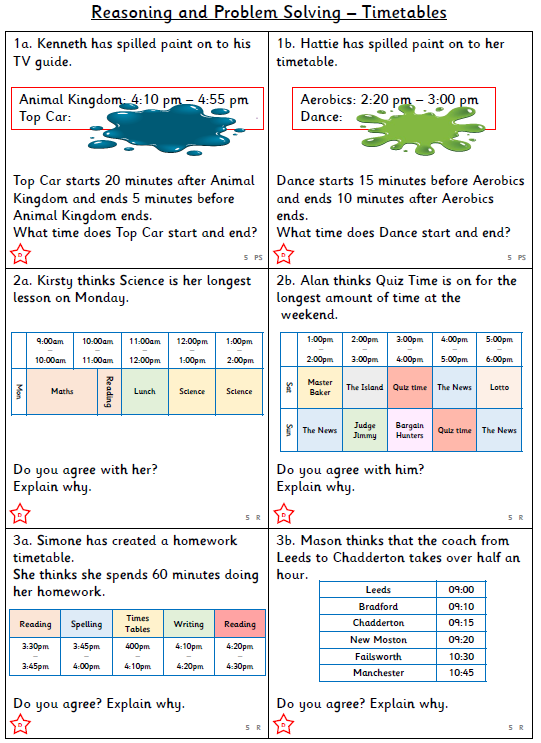 Reasoning and Problem Solving – Timetables
1a. Kenneth has spilled paint on to his
TV guide.
Animal Kingdom: 4:10 pm – 4:55 pm
Top Car:
Top Car starts 20 minutes after Animal
Kingdom and ends 5 minutes before
Animal Kingdom ends.
What time does Top Car start and end?
D
5 PS
1b. Hattie has spilled paint on to her
timetable.
Aerobics: 2:20 pm – 3:00 pm
Dance:
Dance starts 15 minutes before Aerobics
and ends 10 minutes after Aerobics
ends.
What time does Dance start and end?
D
5 PS
2a. Kirsty thinks Science is her longest
lesson on Monday.
9:00am 10:00am 11:00am 12:00pm 1:00pm
– – – – –
10:00am 11:00am 12:00pm 1:00pm 2:00pm
Mon Maths Reading Lunch Science Science
Do you agree with her?
Explain why.
D
5 R
2b. Alan thinks Quiz Time is on for the
longest amount of time at the
weekend.
1:00pm 2:00pm 3:00pm 4:00pm 5:00pm
– – – – –
2:00pm 3:00pm 4:00pm 5:00pm 6:00pm
Sat Master Baker The Island Quiz time The News Lotto
Sun The News Judge Jimmy Bargain Hunters Quiz time The News
Do you agree with him?
Explain why.
D
5 R
3a. Simone has created a homework
timetable.
She thinks she spends 60 minutes doing
her homework.
Reading Spelling Times Tables Writing Reading
3:30pm 3:45pm 400pm 4:10pm 4:20pm
– – – – –
3:45pm 4:00pm 4:10pm 4:20pm 4:30pm
Do you agree? Explain why.
D
5 R
3b. Mason thinks that the coach from
Leeds to Chadderton takes over half an
hour.
Leeds 09:00
Bradford 09:10
Chadderton 09:15
New Moston 09:20
Failsworth 10:30
Manchester 10:45
Do you agree? Explain why.
D
5 R